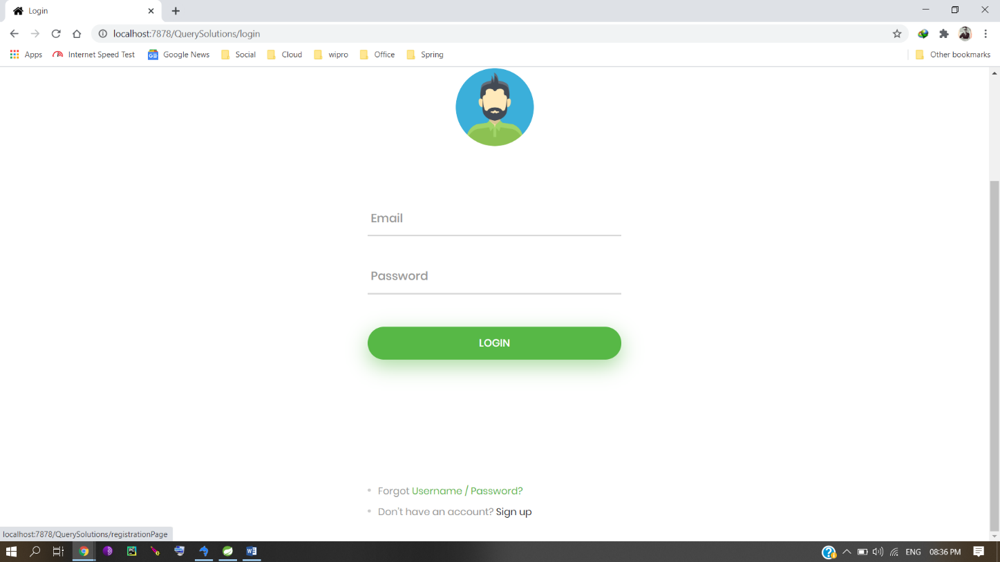 Login
localhost:7878/QuerySolutions/login
Apps Internet Speed Test Google News Social Cloud wipro Office Spring Other bookmarks
Email
Password
LOGIN
Forgot Username / Password?
Don't have an account? Sign up
localhost:7878/QuerySolutions/registrationPage
ENG 08:36 PM